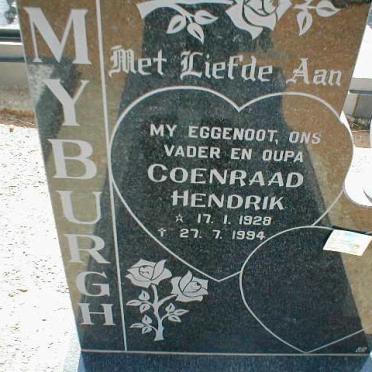 MYBURGH
Met Liefde Aan
MY EGGENOOT, ONS
VADER EN OUPA
COENRAAD
HENDRIK
☆ 17. 1. 1928
✝ 27. 7. 1994